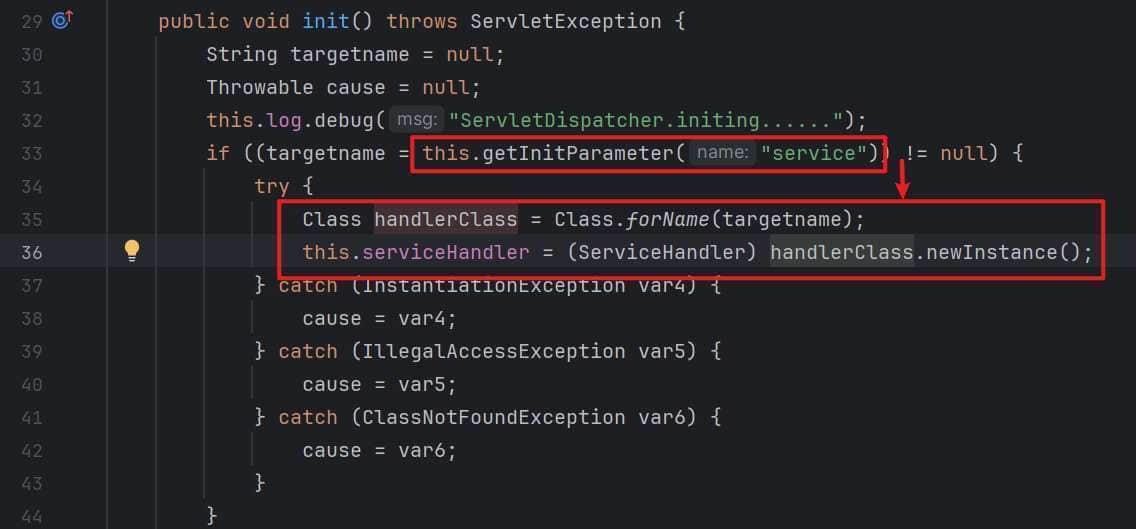 29 public void init() throws ServletException {
30 String targetname = null;
31 Throwable cause = null;
32 this.log.debug( msg: "ServletDispatcher.initing......");
33 if ((targetname = this.getInitParameter( name: "service")) != null) {
34 try {
35 Class handlerClass = Class.forName(targetname);
36 this.serviceHandler = (ServiceHandler) handlerClass.newInstance();
37 } catch (InstantiationException var4) {
38 cause = var4;
39 } catch (IllegalAccessException var5) {
40 cause = var5;
41 } catch (ClassNotFoundException var6) {
42 cause = var6;
43 }
44 }